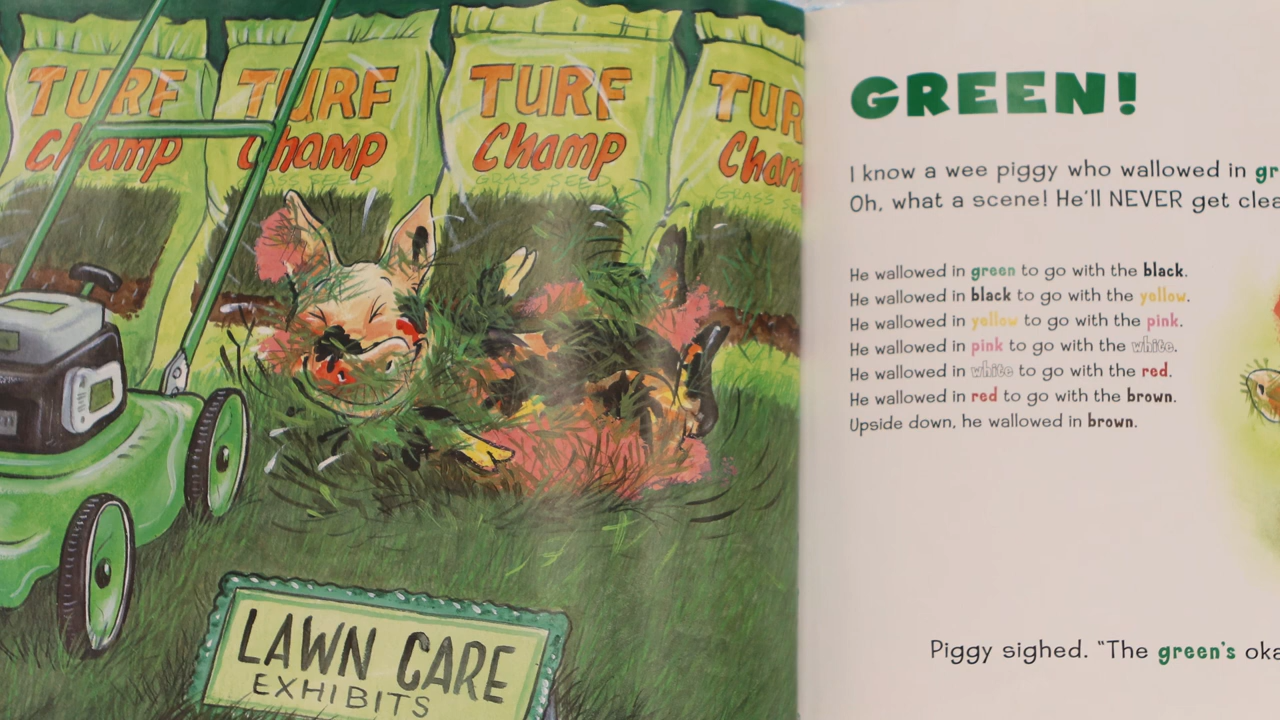 TURF
Champ
TURF
Champ
SEED
TURF
Champ
GRASS SEED
TUR
Cham
GRASS SE
LAWN CARE
EXHIBITS
GREEN!
I know a wee piggy who wallowed in gr
Oh, what a scene! He'll NEVER get clea
He wallowed in green to go with the black.
He wallowed in black to go with the yellow.
He wallowed in yellow to go with the pink.
He wallowed in pink to go with the white.
He wallowed in white to go with the red.
He wallowed in red to go with the brown.
Upside down, he wallowed in brown.
Piggy sighed. "The green's oka